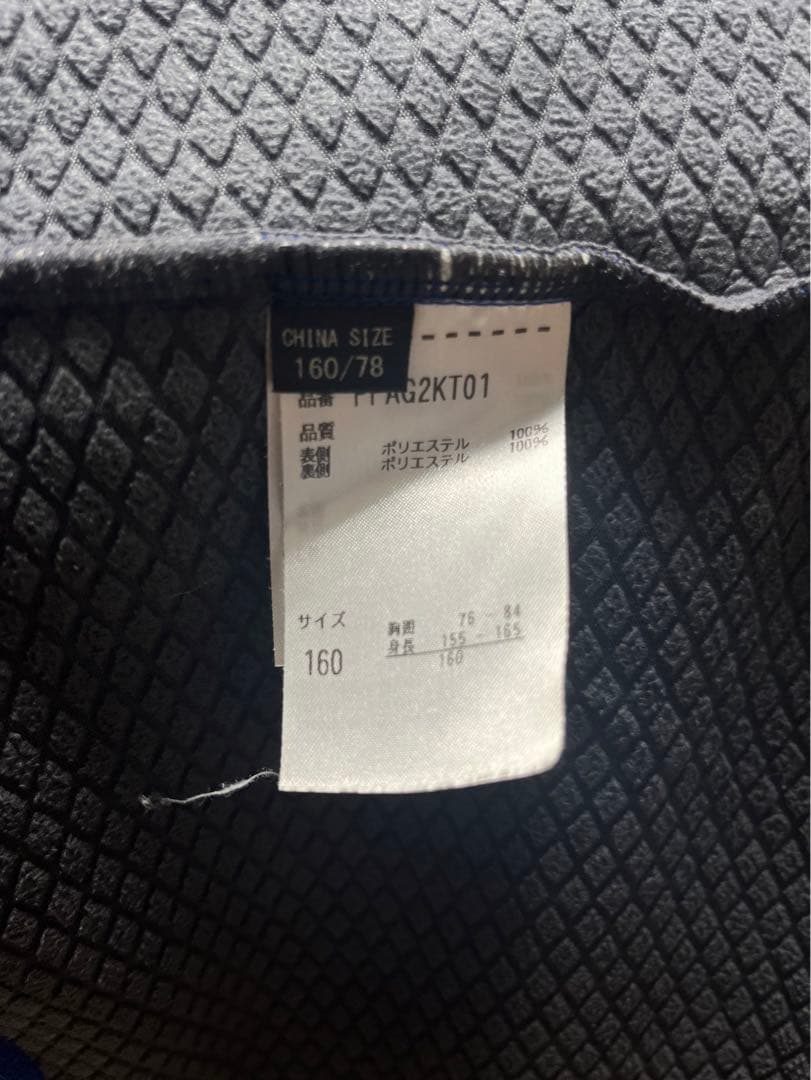 CHINA SIZE
160/78
------
品番 AG2KT01
品質
表側 ポリエステル 100%
裏側 ポリエステル 100%
サイズ
160
胸囲 76 - 84
身長 155 - 165
160